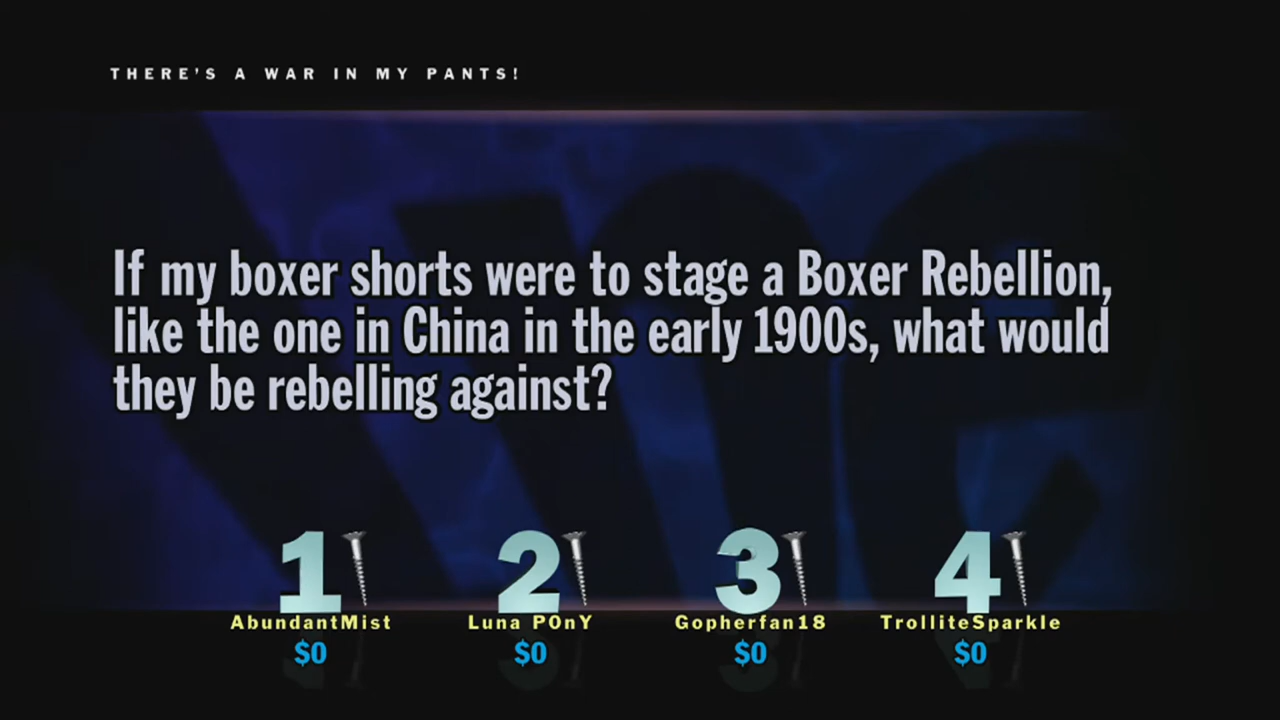 THERE'S A WAR IN MY PANTS!
If my boxer shorts were to stage a Boxer Rebellion,
like the one in China in the early 1900s, what would
they be rebelling against?
1 2 3 4
AbundantMist Luna P0nY Gopherfan18 TrolliteSparkle
$0 $0 $0 $0